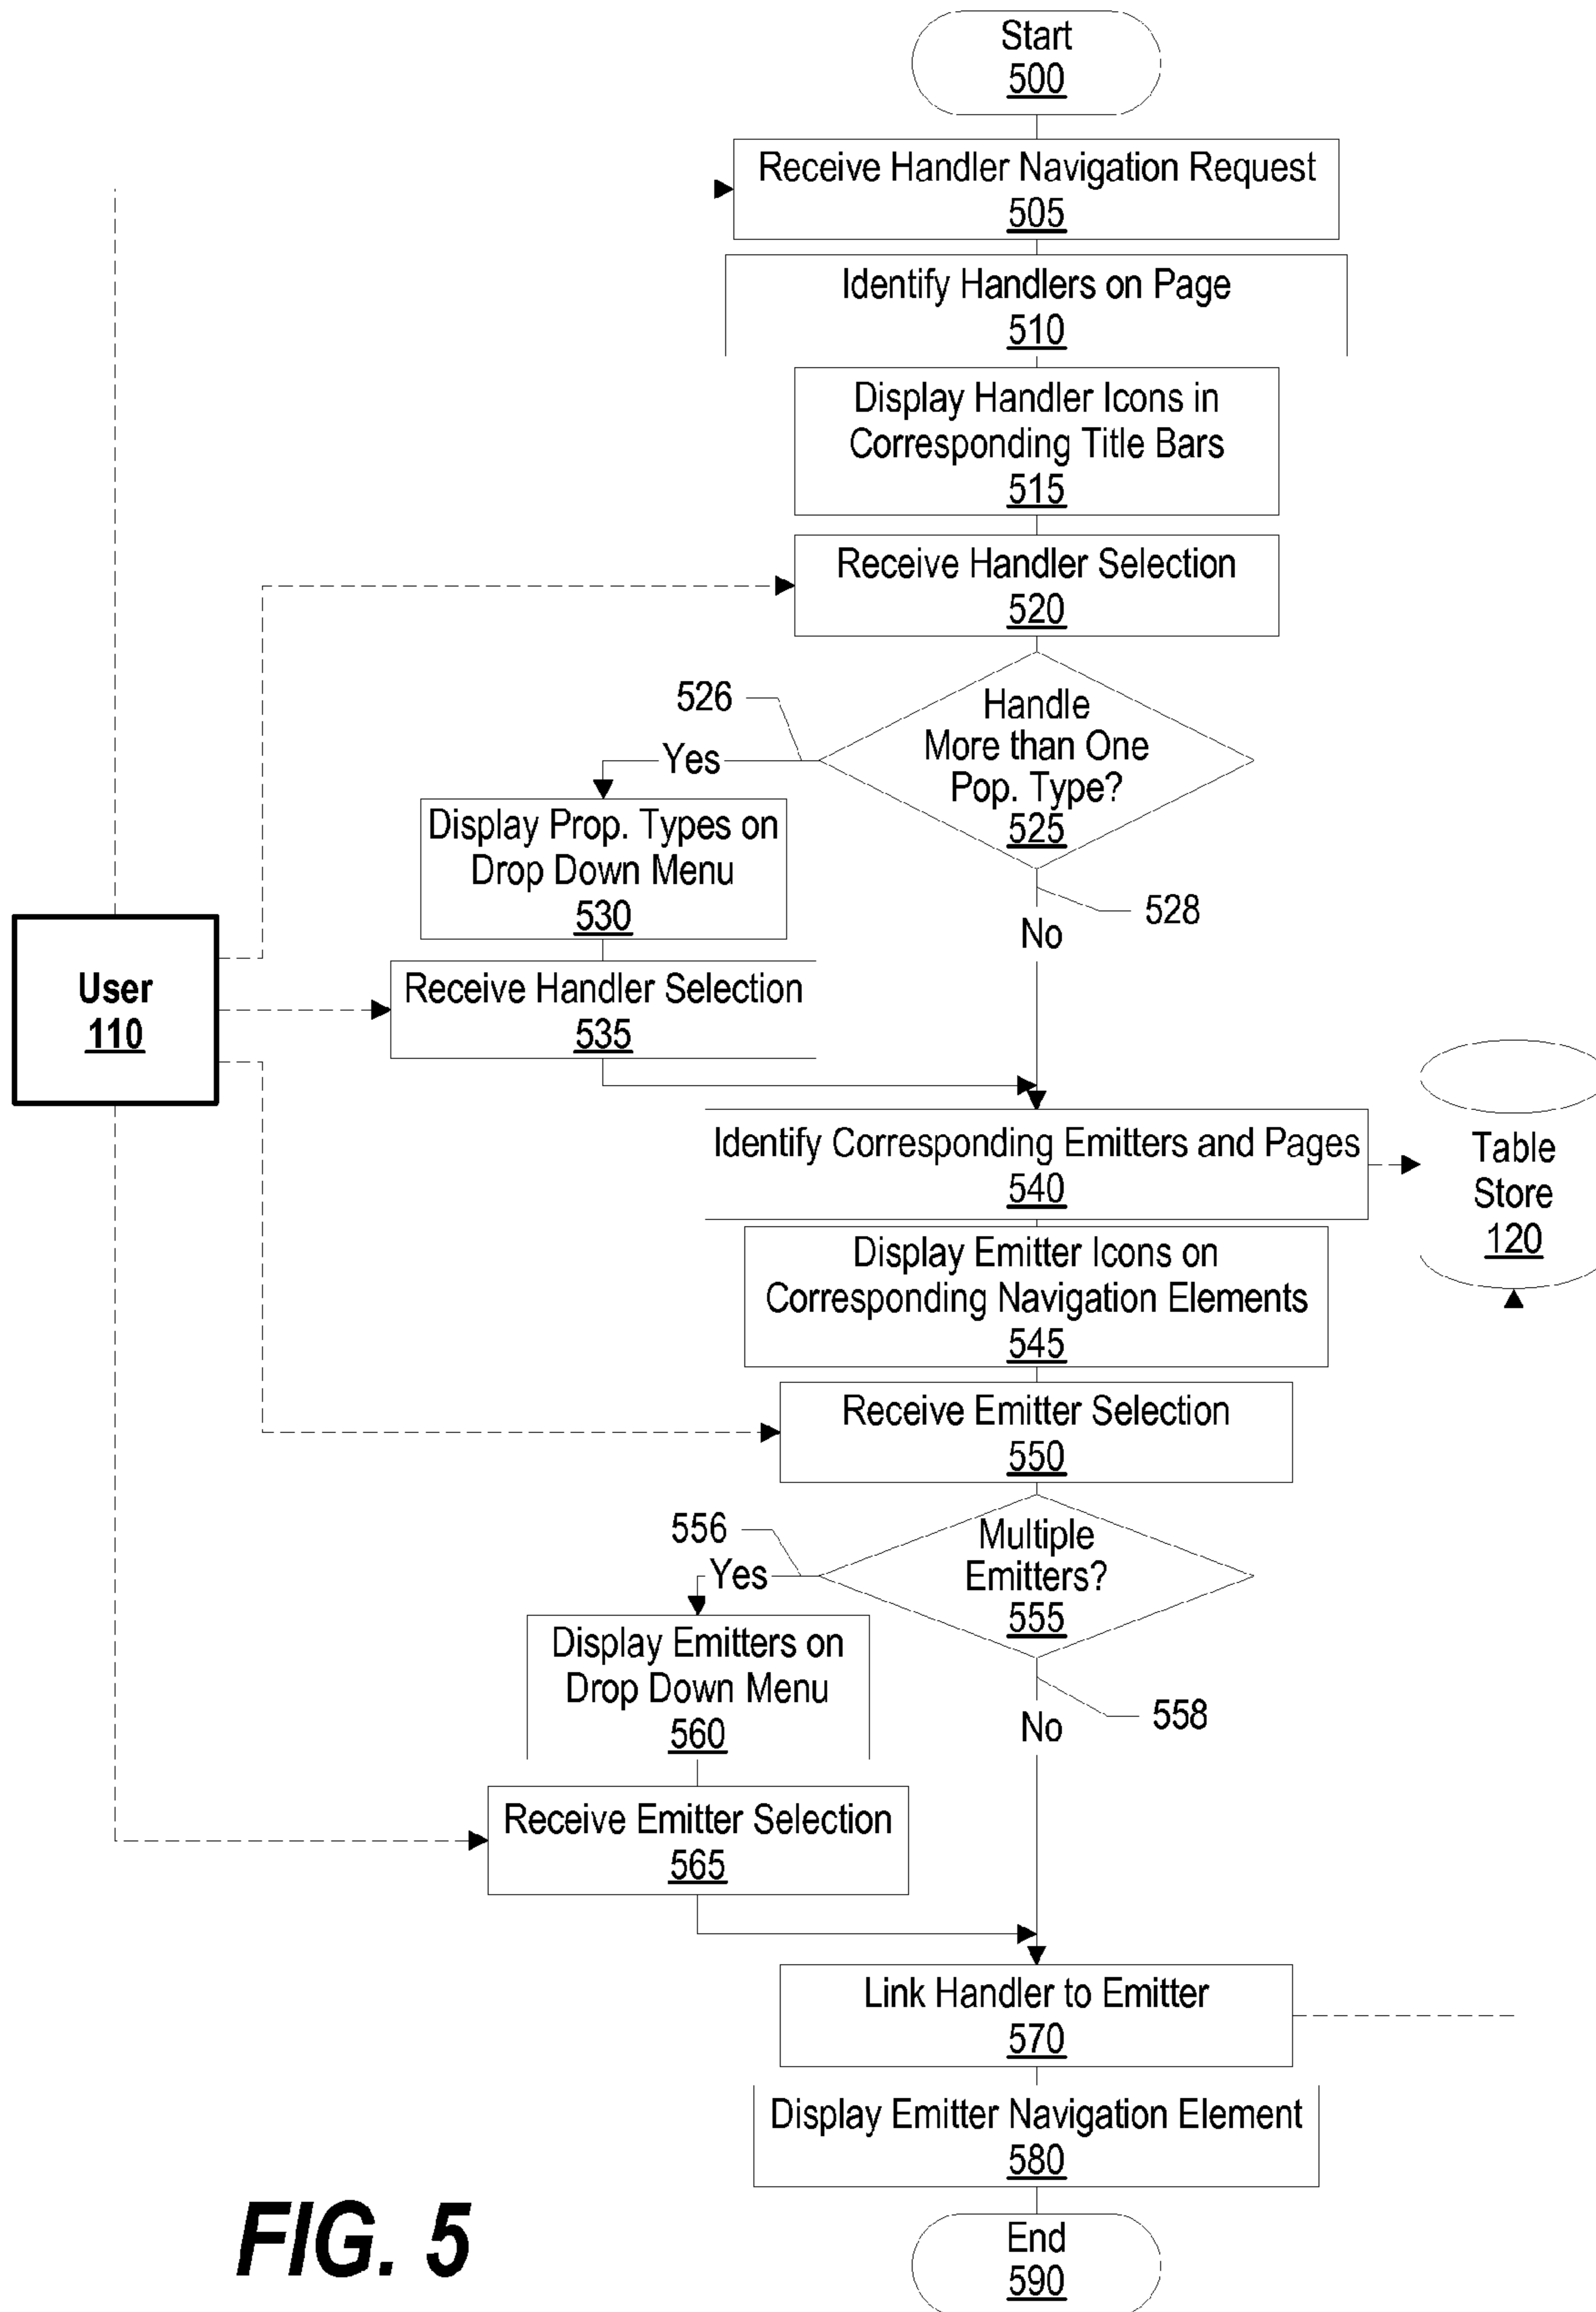 Start
500
Receive Handler Navigation Request
505
Identify Handlers on Page
510
Display Handler Icons in
Corresponding Title Bars
515
Receive Handler Selection
520
Handle
More than One
Pop. Type?
525
526
Yes
528
No
Display Prop. Types on
Drop Down Menu
530
User
110
Receive Handler Selection
535
Identify Corresponding Emitters and Pages
540
Table
Store
120
Display Emitter Icons on
Corresponding Navigation Elements
545
Receive Emitter Selection
550
Multiple
Emitters?
555
556
Yes
558
No
Display Emitters on
Drop Down Menu
560
Receive Emitter Selection
565
Link Handler to Emitter
570
Display Emitter Navigation Element
580
End
590
FIG. 5